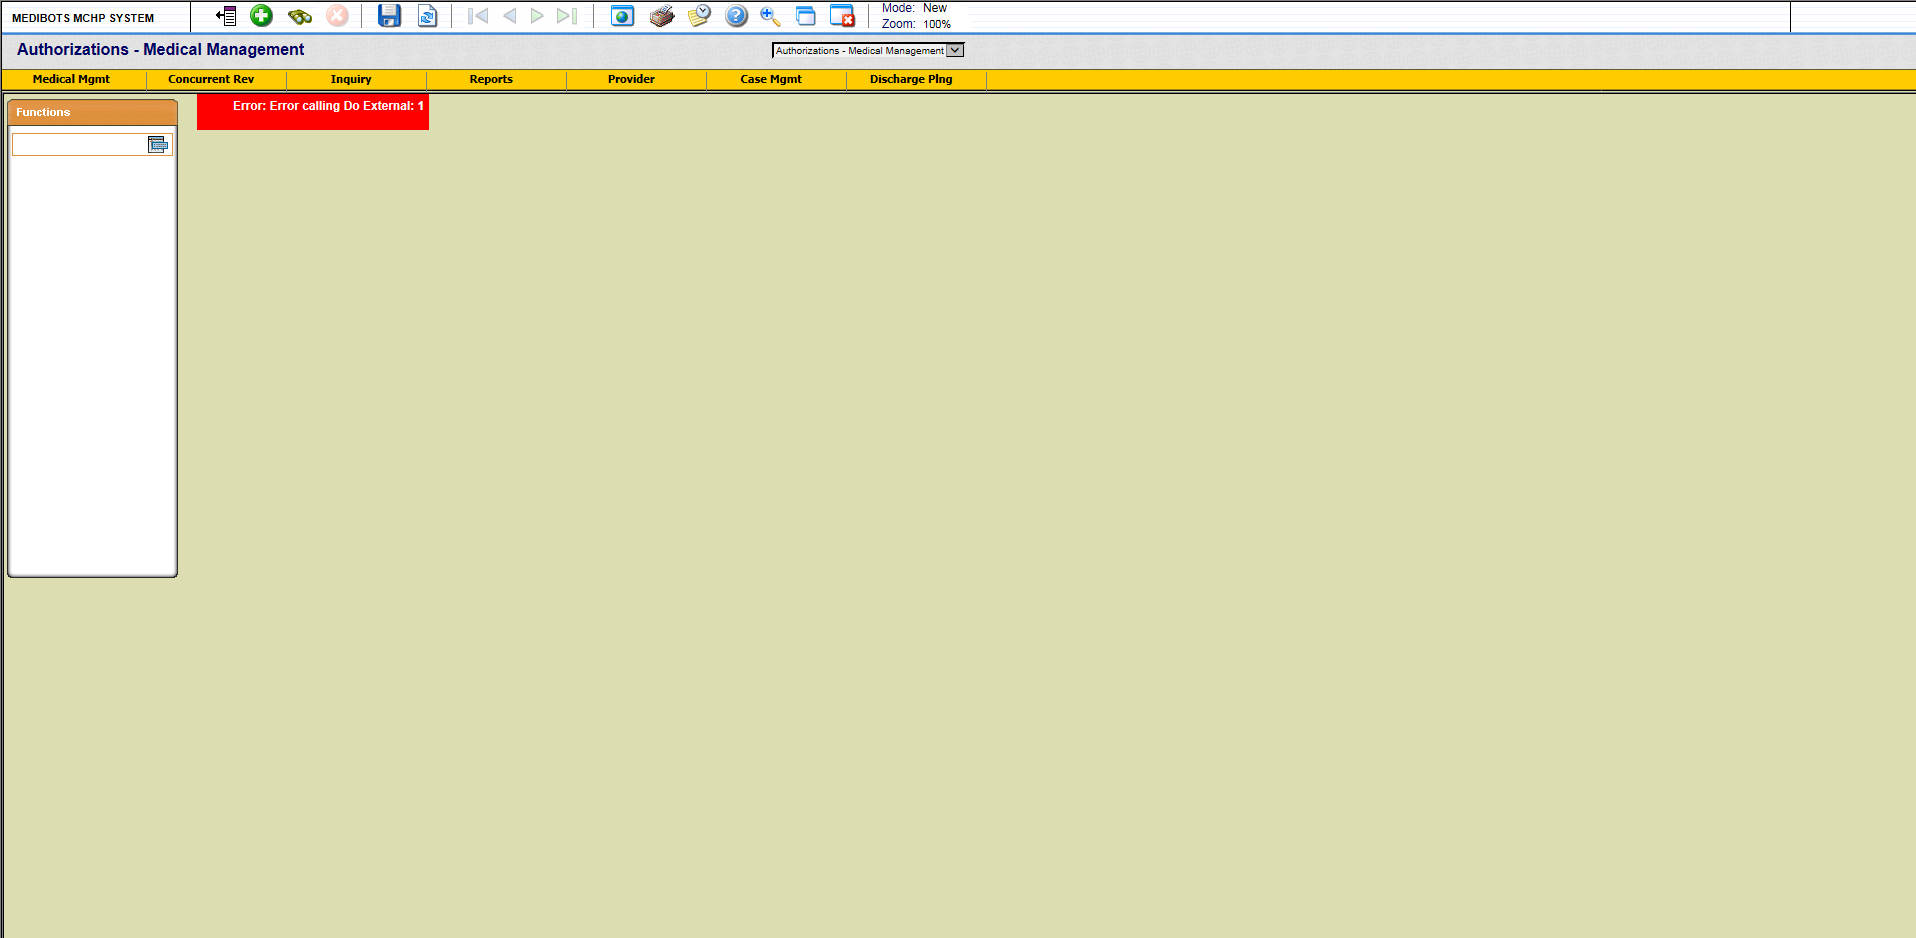 MEDIBOTS MCHP SYSTEM
Mode: New
Zoom: 100%
Authorizations - Medical Management
Authorizations - Medical Management
Medical Mgmt
Concurrent Rev
Inquiry
Reports
Provider
Case Mgmt
Discharge Plng
Functions
Error: Error calling Do External: 1